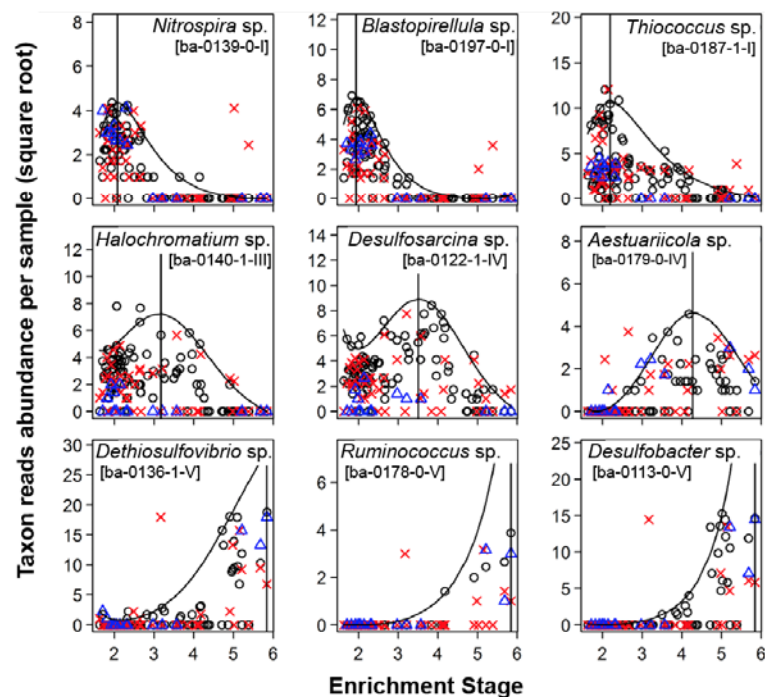 Taxon reads abundance per sample (square root)
Nitrospira sp.
[ba-0139-0-I]
8
6
4
2
0
Blastopirellula sp.
[ba-0197-0-I]
12
10
8
6
4
2
0
Thiococcus sp.
[ba-0187-1-I]
20
15
10
5
0
Halochromatium sp.
[ba-0140-1-III]
12
10
8
6
4
2
0
Desulfosarcina sp.
[ba-0122-1-IV]
14
12
10
8
6
4
2
0
Aestuariicola sp.
[ba-0179-0-IV]
8
6
4
2
0
Dethiosulfovibrio sp.
[ba-0136-1-V]
30
25
20
15
10
5
0
2 3 4 5 6
Ruminococcus sp.
[ba-0178-0-V]
6
4
2
0
2 3 4 5 6
Desulfobacter sp.
[ba-0113-0-V]
25
20
15
10
5
0
2 3 4 5 6
Enrichment Stage